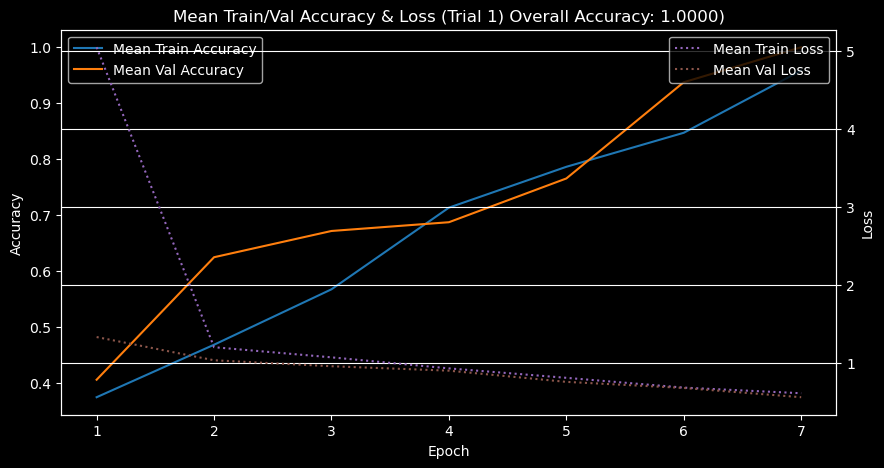 Mean Train/Val Accuracy & Loss (Trial 1) Overall Accuracy: 1.0000)
Mean Train Accuracy
Mean Val Accuracy
Mean Train Loss
Mean Val Loss
1.0
0.9
0.8
0.7
0.6
0.5
0.4
Accuracy
5
4
3
2
1
Loss
1 2 3 4 5 6 7
Epoch